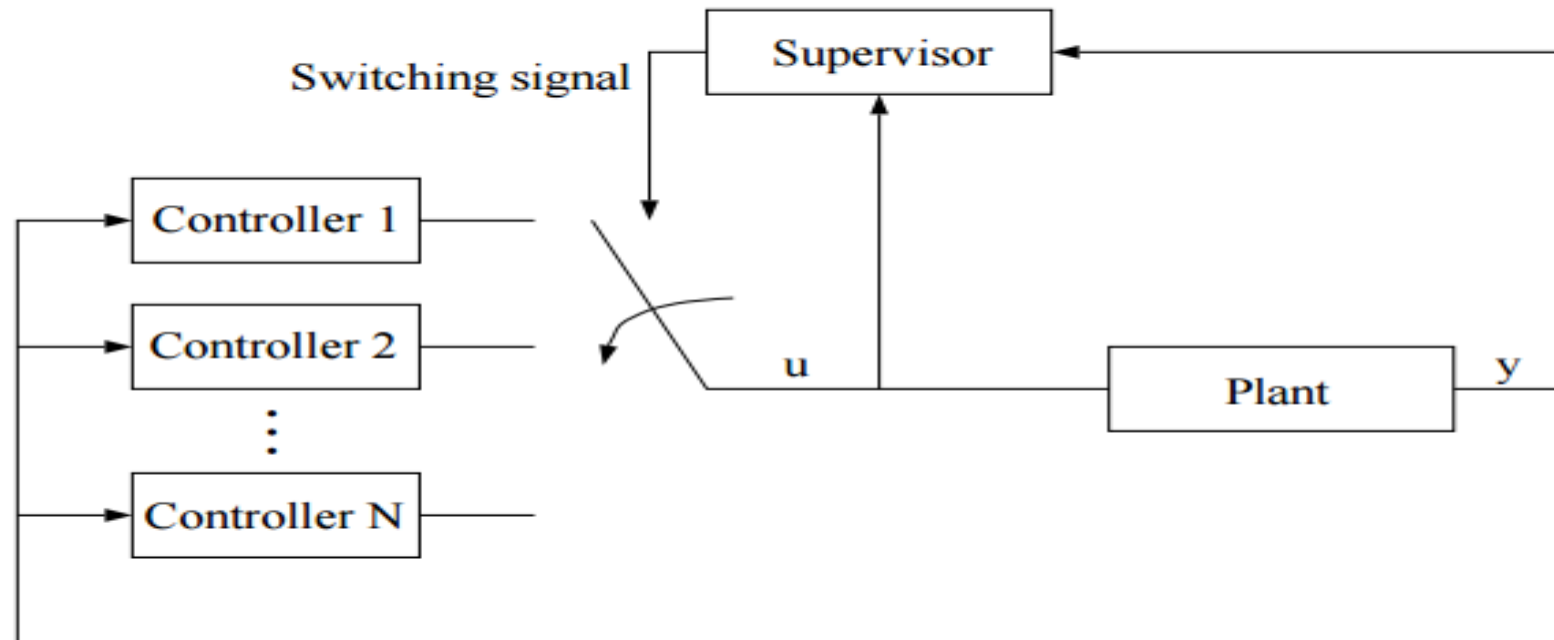 Supervisor
Switching signal
Controller 1
Controller 2
u
y
Plant
Controller N